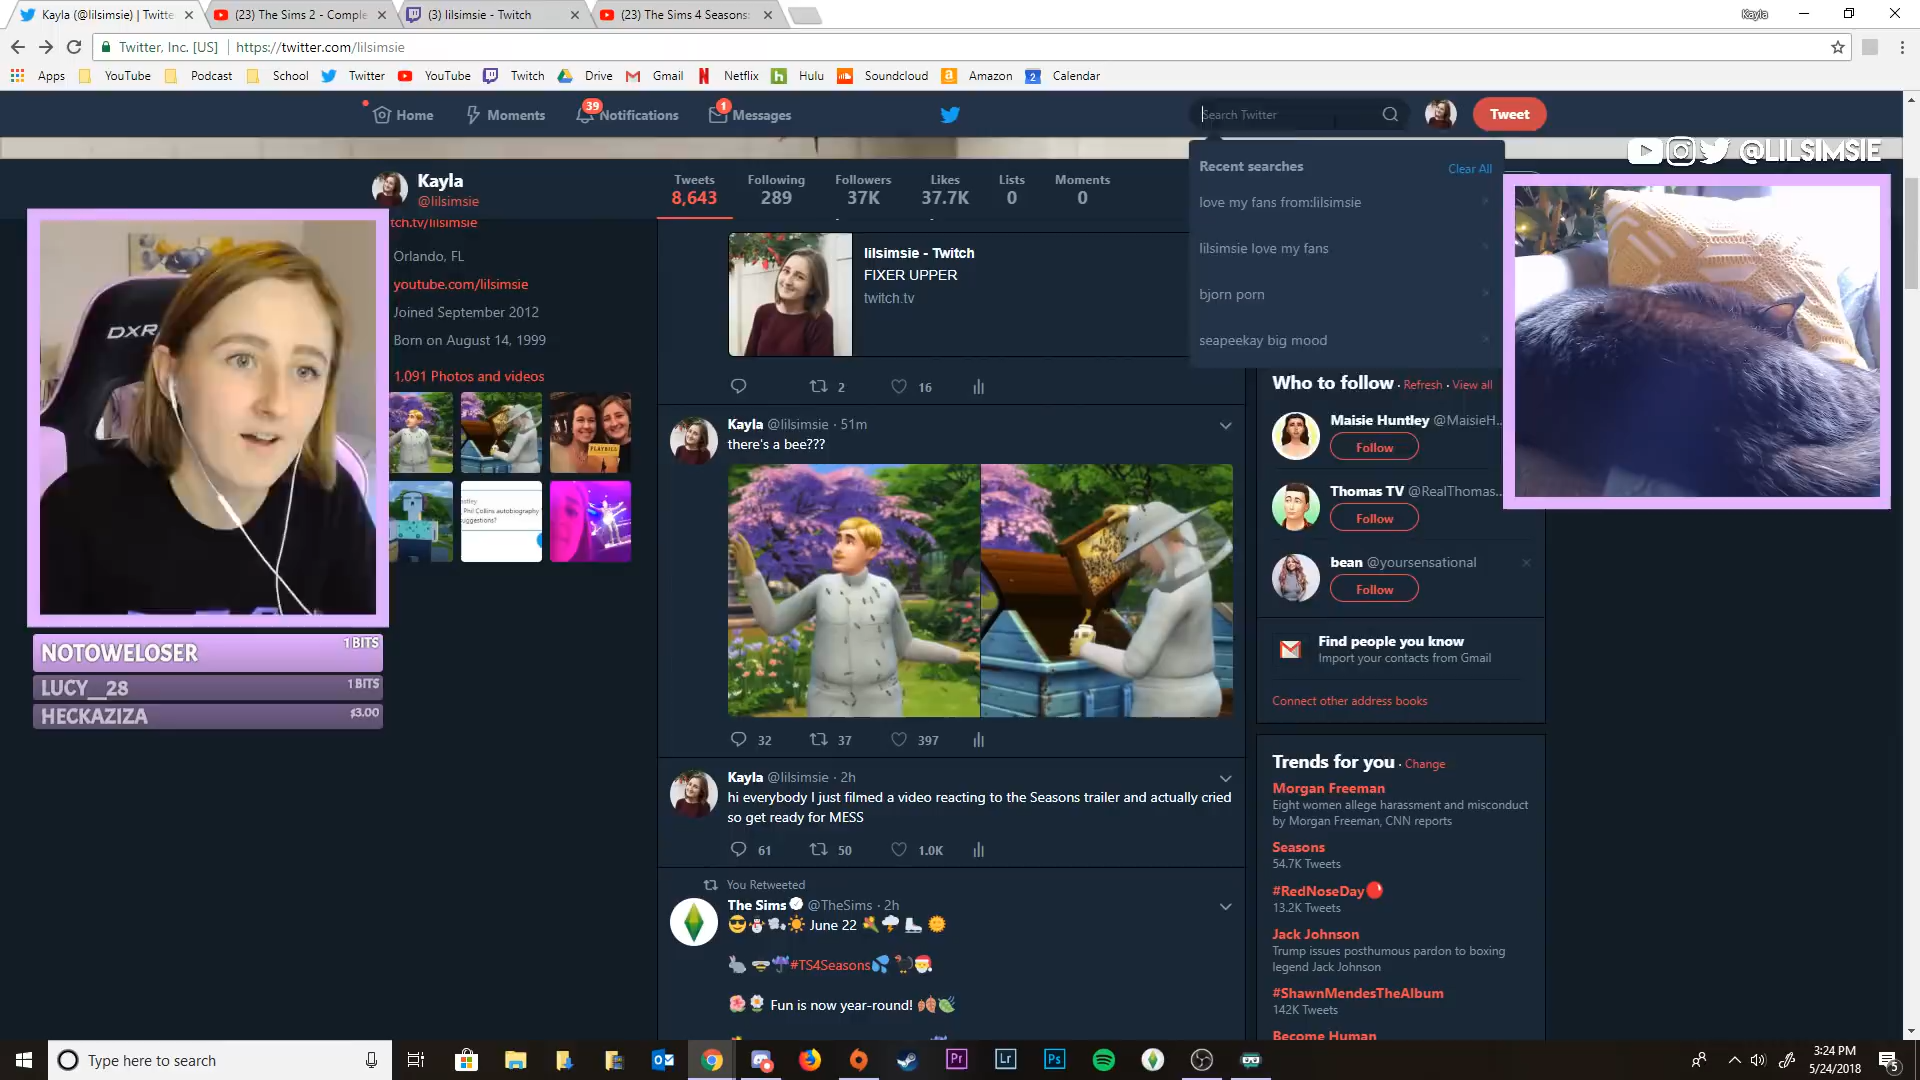 Kayla (@lilsimsie) | Twitte
(23) The Sims 2 - Comple
(3) lilsimsie - Twitch
(23) The Sims 4 Seasons:
Kayla
Twitter, Inc. [US] | https://twitter.com/lilsimsie
Apps YouTube Podcast School Twitter YouTube Twitch Drive Gmail Netflix Hulu Soundcloud Amazon Calendar
Home Moments 39 Notifications 1 Messages
Search Twitter
Tweet
@LILSIMSIE
Recent searches
Clear All
love my fans from:lilsimsie
lilsimsie love my fans
bjorn porn
seapeekay big mood
Kayla
@lilsimsie
Tweets 8,643
Following 289
Followers 37K
Likes 37.7K
Lists 0
Moments 0
tch.tv/lilsimsie
Orlando, FL
youtube.com/lilsimsie
Joined September 2012
Born on August 14, 1999
1,091 Photos and videos
PLAYBILL
Phil Collins autobiography
uggestions?
DXR
NOTOWELOSER 1 BITS
LUCY__28 1 BITS
HECKAZIZA $3.00
lilsimsie - Twitch
FIXER UPPER
twitch.tv
2 16
Kayla @lilsimsie · 51m
there's a bee???
32 37 397
Kayla @lilsimsie · 2h
hi everybody I just filmed a video reacting to the Seasons trailer and actually cried
so get ready for MESS
61 50 1.0K
You Retweeted
The Sims @TheSims · 2h
June 22
#TS4Seasons
Fun is now year-round!
Who to follow · Refresh · View all
Maisie Huntley @MaisieH...
Follow
Thomas TV @RealThomas...
Follow
bean @yoursensational
Follow
Find people you know
Import your contacts from Gmail
Connect other address books
Trends for you · Change
Morgan Freeman
Eight women allege harassment and misconduct
by Morgan Freeman, CNN reports
Seasons
54.7K Tweets
#RedNoseDay
13.2K Tweets
Jack Johnson
Trump issues posthumous pardon to boxing
legend Jack Johnson
#ShawnMendesTheAlbum
142K Tweets
Become Human
Type here to search
Pr
Lr
Ps
3:24 PM
5/24/2018
5